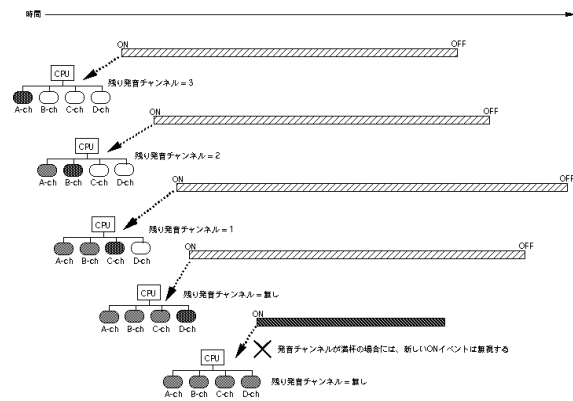 時間
ON
OFF
CPU
残り発音チャンネル = 3
A-ch B-ch C-ch D-ch
ON
OFF
CPU
残り発音チャンネル = 2
A-ch B-ch C-ch D-ch
ON
OFF
CPU
残り発音チャンネル = 1
A-ch B-ch C-ch D-ch
ON
OFF
CPU
残り発音チャンネル = 無し
A-ch B-ch C-ch D-ch
ON
発音チャンネルが満杯の場合には、新しいONイベントは無視する
CPU
残り発音チャンネル = 無し
A-ch B-ch C-ch D-ch